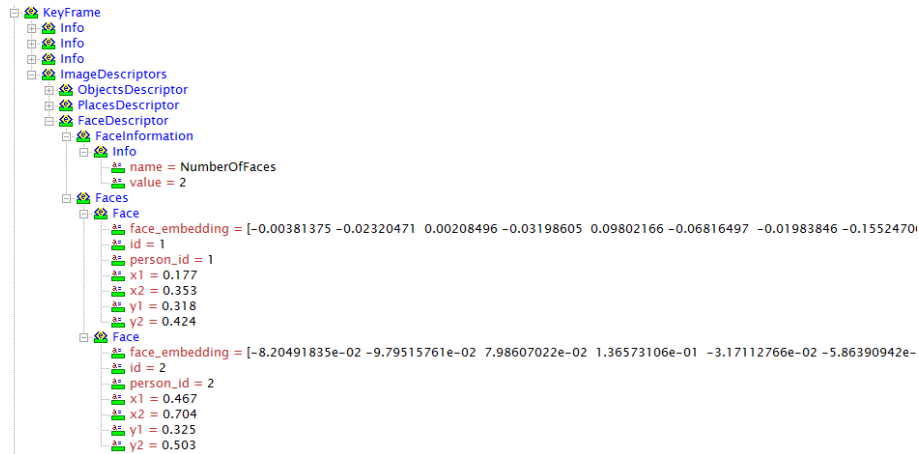 KeyFrame
Info
Info
Info
ImageDescriptors
ObjectsDescriptor
PlacesDescriptor
FaceDescriptor
FaceInformation
Info
name = NumberOfFaces
value = 2
Faces
Face
face_embedding = [-0.00381375 -0.02320471 0.00208496 -0.03198605 0.09802166 -0.06816497 -0.01983846 -0.1552470
id = 1
person_id = 1
x1 = 0.177
x2 = 0.353
y1 = 0.318
y2 = 0.424
Face
face_embedding = [-8.20491835e-02 -9.79515761e-02 7.98607022e-02 1.36573106e-01 -3.17112766e-02 -5.86390942e-
id = 2
person_id = 2
x1 = 0.467
x2 = 0.704
y1 = 0.325
y2 = 0.503